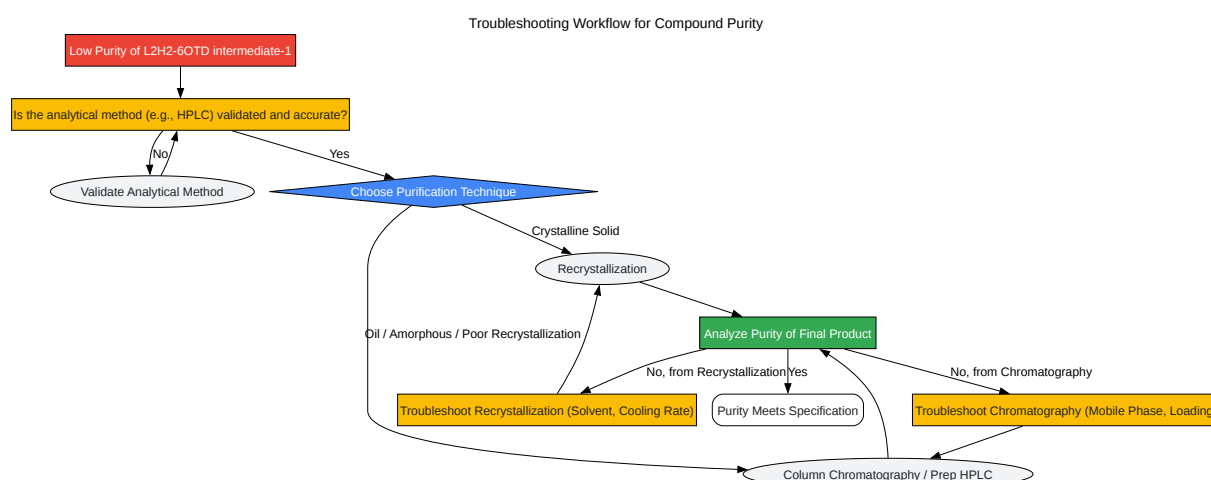 Troubleshooting Workflow for Compound Purity
Low Purity of L2H2-6OTD intermediate-1
Is the analytical method (e.g., HPLC) validated and accurate?
No
Yes
Validate Analytical Method
Choose Purification Technique
Crystalline Solid
Recrystallization
Oil / Amorphous / Poor Recrystallization
Analyze Purity of Final Product
No, from Recrystallization
Yes
No, from Chromatography
Troubleshoot Recrystallization (Solvent, Cooling Rate)
Purity Meets Specification
Troubleshoot Chromatography (Mobile Phase, Loading
Column Chromatography / Prep HPLC